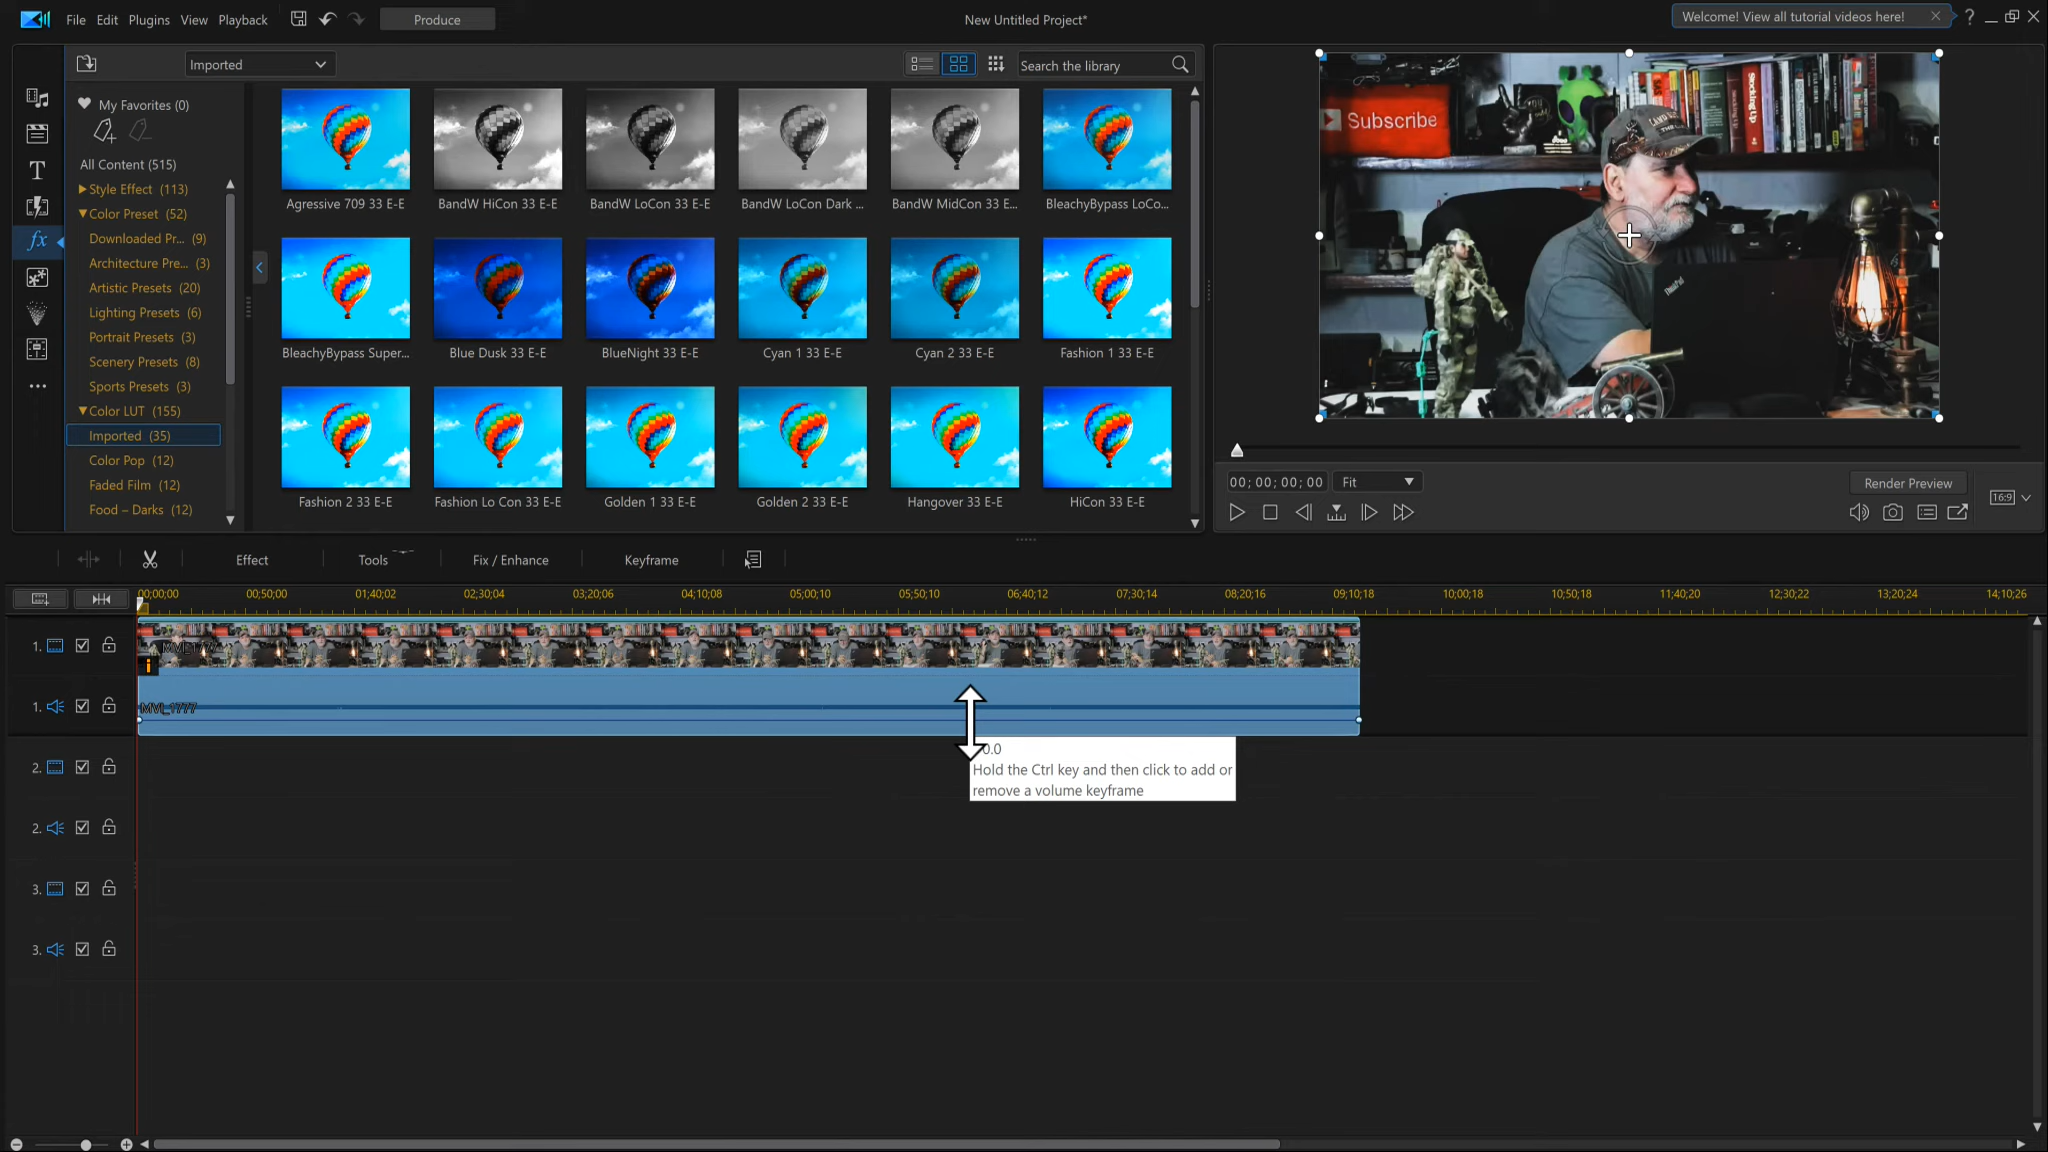 File Edit Plugins View Playback Produce New Untitled Project* Welcome! View all tutorial videos here! ?
Imported Search the library
My Favorites (0)
All Content (515)
Style Effect (113)
Color Preset (52)
Downloaded Pr... (9)
Architecture Pre... (3)
Artistic Presets (20)
Lighting Presets (6)
Portrait Presets (3)
Scenery Presets (8)
Sports Presets (3)
Color LUT (155)
Imported (35)
Color Pop (12)
Faded Film (12)
Food – Darks (12)
T
fx
Agressive 709 33 E-E BandW HiCon 33 E-E BandW LoCon 33 E-E BandW LoCon Dark ... BandW MidCon 33 E... BleachyBypass LoCo...
BleachyBypass Super... Blue Dusk 33 E-E BlueNight 33 E-E Cyan 1 33 E-E Cyan 2 33 E-E Fashion 1 33 E-E
Fashion 2 33 E-E Fashion Lo Con 33 E-E Golden 1 33 E-E Golden 2 33 E-E Hangover 33 E-E HiCon 33 E-E
Subscribe
ThinkPad
00; 00; 00; 00 Fit Render Preview
16:9
Effect Tools Fix / Enhance Keyframe
00;00;00 00;50;00 01;40;02 02;30;04 03;20;06 04;10;08 05;00;10 05;50;10 06;40;12 07;30;14 08;20;16 09;10;18 10;00;18 10;50;18 11;40;20 12;30;22 13;20;24 14;10;26
1. MVI_1777
i
1. MVI_1777
0.0
Hold the Ctrl key and then click to add or
remove a volume keyframe
2.
2.
3.
3.